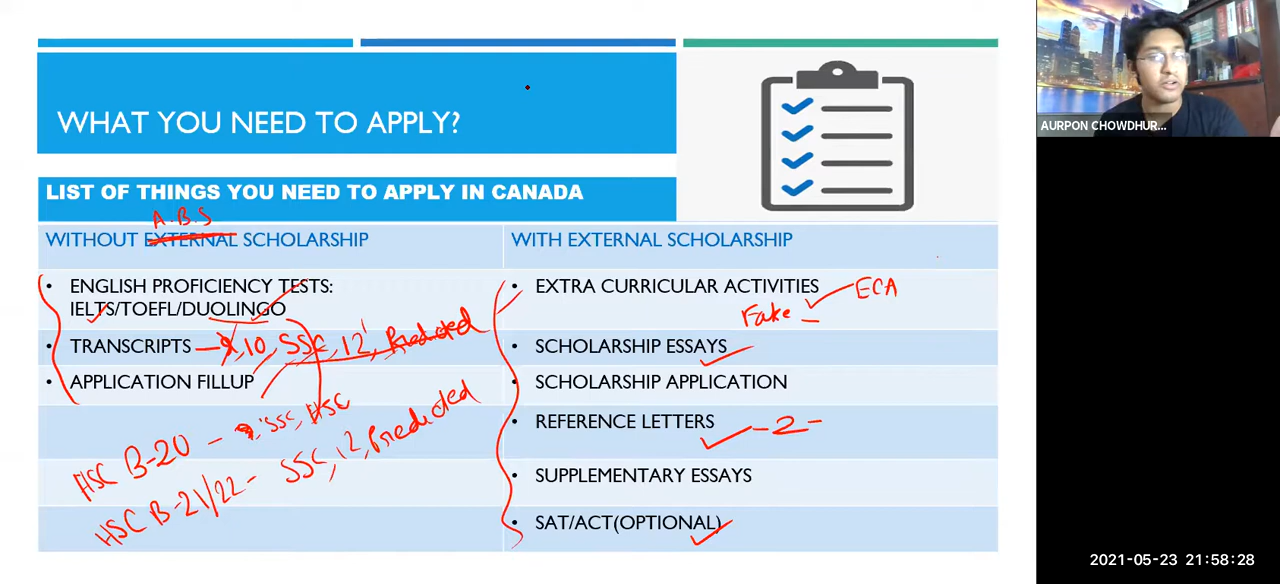 WHAT YOU NEED TO APPLY?
LIST OF THINGS YOU NEED TO APPLY IN CANADA
A.B.S
WITHOUT EXTERNAL SCHOLARSHIP
• ENGLISH PROFICIENCY TESTS:
IELTS/TOEFL/DUOLINGO
• TRANSCRIPTS – 9, 10, SSC, 12, Predicted
• APPLICATION FILLUP
HSC B-20 – SSC, HSC
HSC B-21/22 – SSC, 12, Predicted
WITH EXTERNAL SCHOLARSHIP
• EXTRA CURRICULAR ACTIVITIES ECA
Fake –
• SCHOLARSHIP ESSAYS
• SCHOLARSHIP APPLICATION
• REFERENCE LETTERS – 2 –
• SUPPLEMENTARY ESSAYS
• SAT/ACT(OPTIONAL)
AURPON CHOWDHUR...
2021-05-23 21:58:28